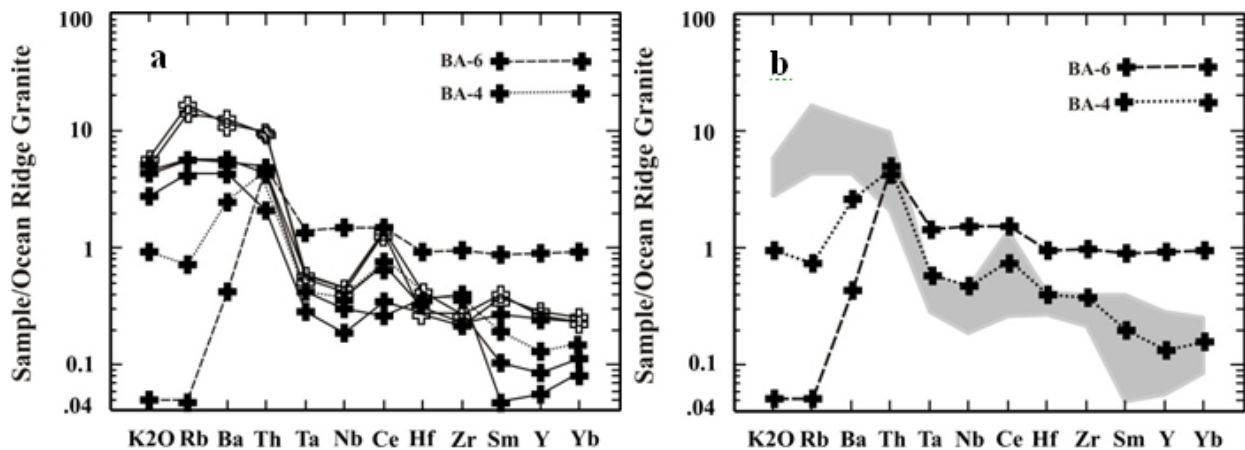 Sample/Ocean Ridge Granite
100
10
1
0.1
.04
a
BA-6
BA-4
K2O Rb Ba Th Ta Nb Ce Hf Zr Sm Y Yb
Sample/Ocean Ridge Granite
100
10
1
0.1
.04
b
BA-6
BA-4
K2O Rb Ba Th Ta Nb Ce Hf Zr Sm Y Yb